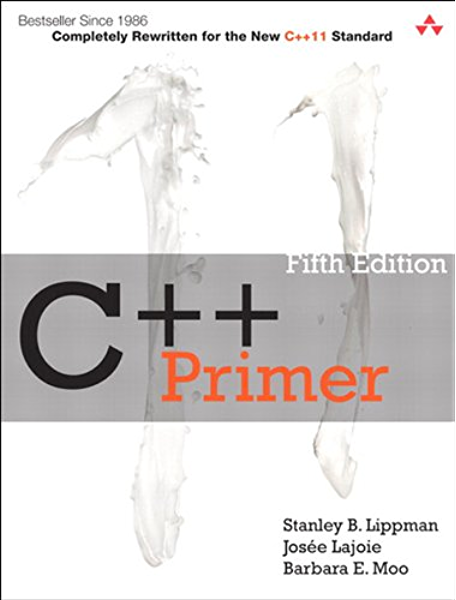 Bestseller Since 1986
Completely Rewritten for the New C++11 Standard
Fifth Edition
C++
Primer
Stanley B. Lippman
Josée Lajoie
Barbara E. Moo